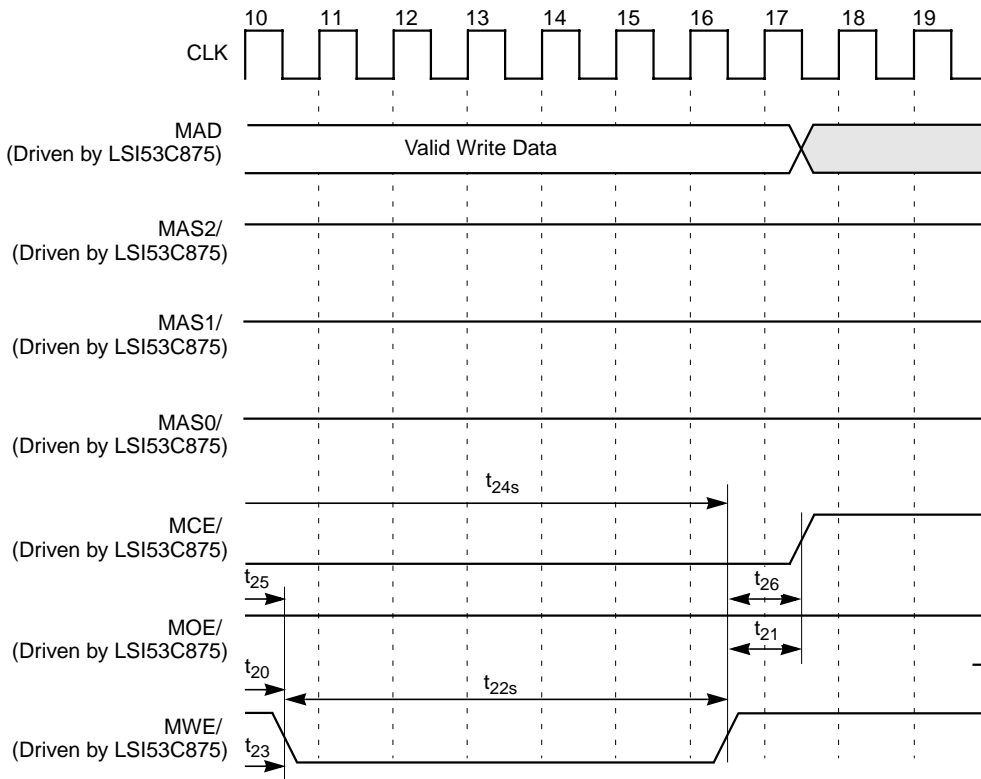 10 11 12 13 14 15 16 17 18 19
CLK
MAD
(Driven by LSI53C875)
Valid Write Data
MAS2/
(Driven by LSI53C875)
MAS1/
(Driven by LSI53C875)
MAS0/
(Driven by LSI53C875)
t24s
MCE/
(Driven by LSI53C875)
t25
t26
MOE/
(Driven by LSI53C875)
t21
t20
t22s
MWE/
(Driven by LSI53C875)
t23